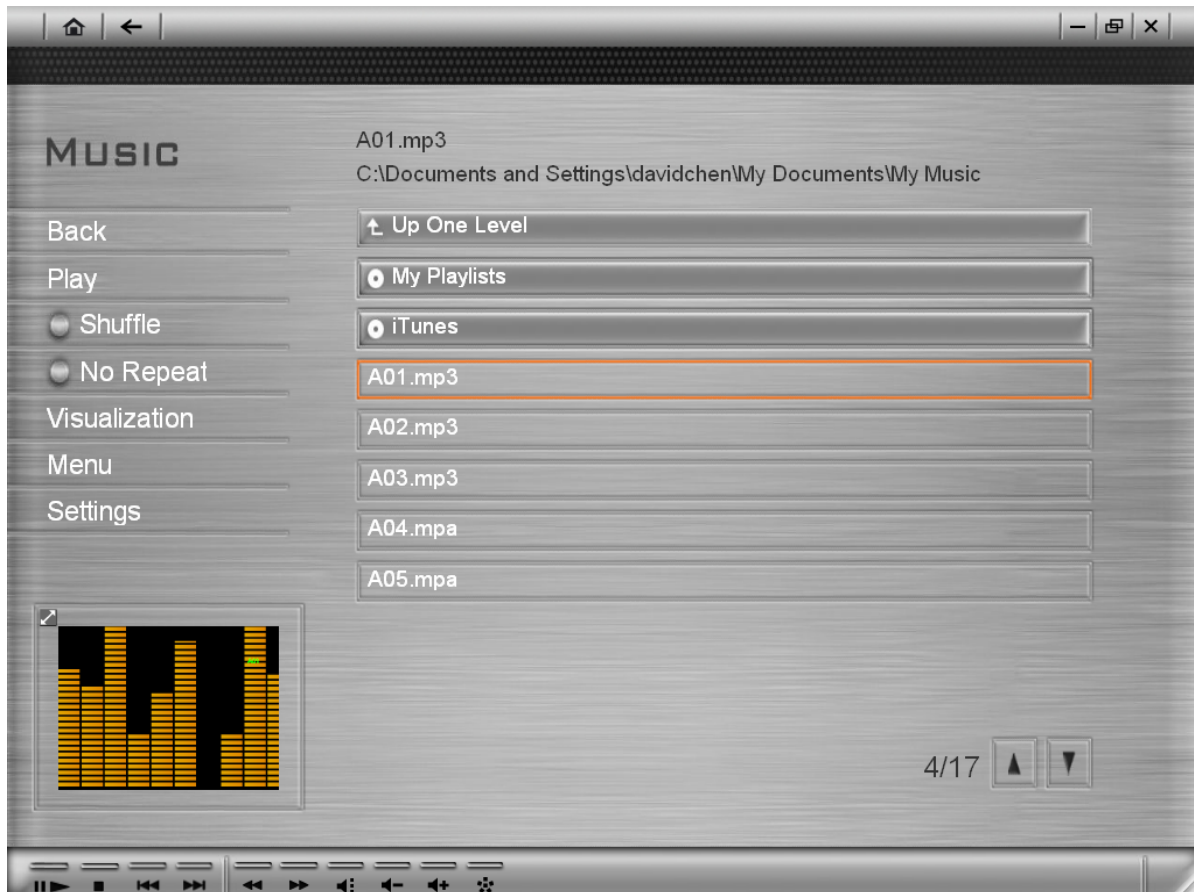 MUSIC
A01.mp3
C:\Documents and Settings\davidchen\My Documents\My Music
Back
Play
Shuffle
No Repeat
Visualization
Menu
Settings
Up One Level
My Playlists
iTunes
A01.mp3
A02.mp3
A03.mp3
A04.mpa
A05.mpa
4/17